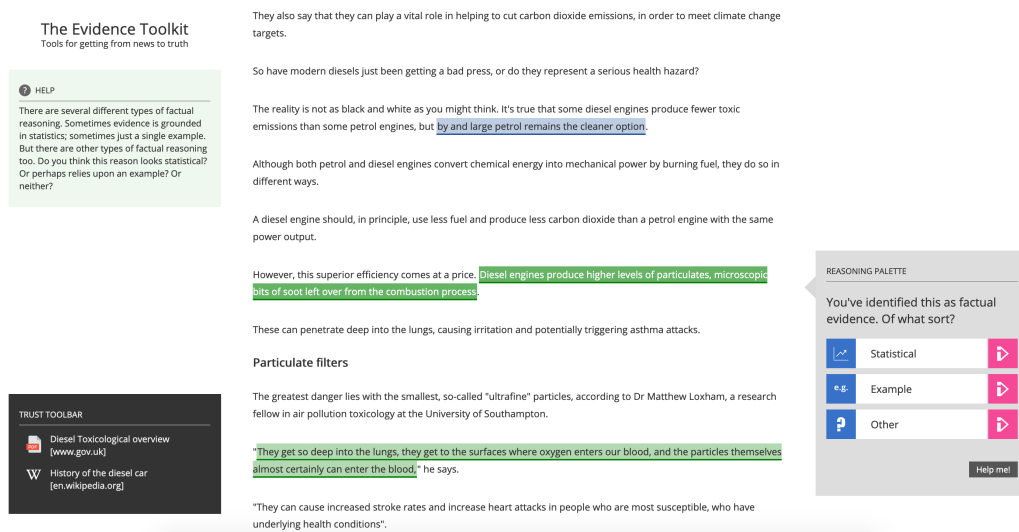 The Evidence Toolkit
Tools for getting from news to truth
? HELP
There are several different types of factual
reasoning. Sometimes evidence is grounded
in statistics; sometimes just a single example.
But there are other types of factual reasoning
too. Do you think this reason looks statistical?
Or perhaps relies upon an example? Or
neither?
TRUST TOOLBAR
PDF
Diesel Toxicological overview
[www.gov.uk]
W
History of the diesel car
[en.wikipedia.org]
They also say that they can play a vital role in helping to cut carbon dioxide emissions, in order to meet climate change
targets.
So have modern diesels just been getting a bad press, or do they represent a serious health hazard?
The reality is not as black and white as you might think. It's true that some diesel engines produce fewer toxic
emissions than some petrol engines, but by and large petrol remains the cleaner option.
Although both petrol and diesel engines convert chemical energy into mechanical power by burning fuel, they do so in
different ways.
A diesel engine should, in principle, use less fuel and produce less carbon dioxide than a petrol engine with the same
power output.
However, this superior efficiency comes at a price. Diesel engines produce higher levels of particulates, microscopic
bits of soot left over from the combustion process.
These can penetrate deep into the lungs, causing irritation and potentially triggering asthma attacks.
Particulate filters
The greatest danger lies with the smallest, so-called "ultrafine" particles, according to Dr Matthew Loxham, a research
fellow in air pollution toxicology at the University of Southampton.
"They get so deep into the lungs, they get to the surfaces where oxygen enters our blood, and the particles themselves
almost certainly can enter the blood," he says.
"They can cause increased stroke rates and increase heart attacks in people who are most susceptible, who have
underlying health conditions".
REASONING PALETTE
You've identified this as factual
evidence. Of what sort?
Statistical
e.g. Example
? Other
Help me!